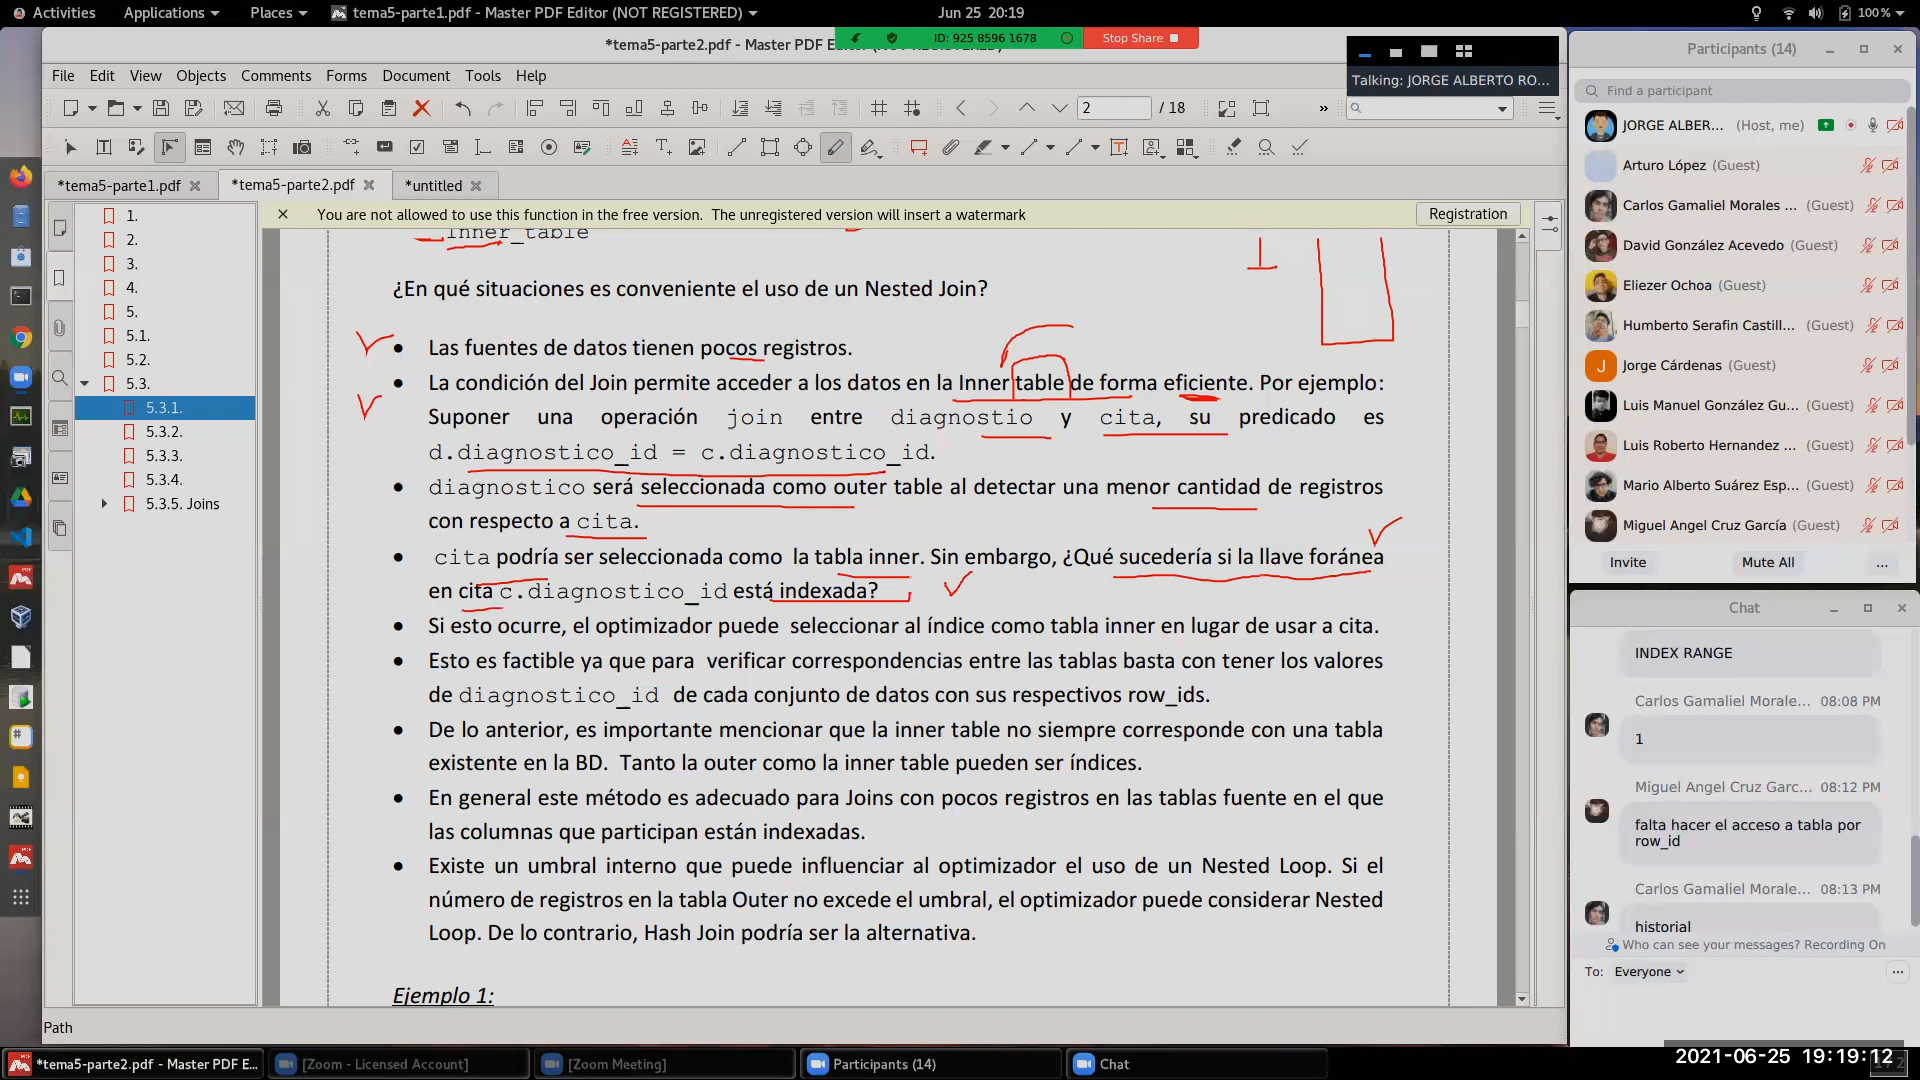 Activities
Applications
Places
tema5-parte1.pdf - Master PDF Editor (NOT REGISTERED)
Jun 25 20:19
100%
*tema5-parte2.pdf - Master PDF Editor
ID: 925 8596 1678
Stop Share
File Edit View Objects Comments Forms Document Tools Help
Talking: JORGE ALBERTO RO...
2 / 18
»
*tema5-parte1.pdf
*tema5-parte2.pdf
*untitled
You are not allowed to use this function in the free version. The unregistered version will insert a watermark
Registration
1.
2.
3.
4.
5.
5.1.
5.2.
5.3.
5.3.1.
5.3.2.
5.3.3.
5.3.4.
5.3.5. Joins
inner_table
¿En qué situaciones es conveniente el uso de un Nested Join?
• Las fuentes de datos tienen pocos registros.
• La condición del Join permite acceder a los datos en la Inner table de forma eficiente. Por ejemplo:
Suponer una operación join entre diagnostio y cita, su predicado es
d.diagnostico_id = c.diagnostico_id.
• diagnostico será seleccionada como outer table al detectar una menor cantidad de registros
con respecto a cita.
• cita podría ser seleccionada como la tabla inner. Sin embargo, ¿Qué sucedería si la llave foránea
en cita c.diagnostico_id está indexada?
• Si esto ocurre, el optimizador puede seleccionar al índice como tabla inner en lugar de usar a cita.
• Esto es factible ya que para verificar correspondencias entre las tablas basta con tener los valores
de diagnostico_id de cada conjunto de datos con sus respectivos row_ids.
• De lo anterior, es importante mencionar que la inner table no siempre corresponde con una tabla
existente en la BD. Tanto la outer como la inner table pueden ser índices.
• En general este método es adecuado para Joins con pocos registros en las tablas fuente en el que
las columnas que participan están indexadas.
• Existe un umbral interno que puede influenciar al optimizador el uso de un Nested Loop. Si el
número de registros en la tabla Outer no excede el umbral, el optimizador puede considerar Nested
Loop. De lo contrario, Hash Join podría ser la alternativa.
Ejemplo 1:
Path
Participants (14)
Find a participant
JORGE ALBER... (Host, me)
Arturo López (Guest)
Carlos Gamaliel Morales ... (Guest)
David González Acevedo (Guest)
Eliezer Ochoa (Guest)
Humberto Serafin Castill... (Guest)
J Jorge Cárdenas (Guest)
Luis Manuel González Gu... (Guest)
Luis Roberto Hernandez ... (Guest)
Mario Alberto Suárez Esp... (Guest)
Miguel Angel Cruz García (Guest)
Invite
Mute All
...
Chat
INDEX RANGE
Carlos Gamaliel Morale... 08:08 PM
1
Miguel Angel Cruz Garc... 08:12 PM
falta hacer el acceso a tabla por
row_id
Carlos Gamaliel Morale... 08:13 PM
historial
Who can see your messages? Recording On
To: Everyone
*tema5-parte2.pdf - Master PDF E...
[Zoom - Licensed Account]
[Zoom Meeting]
Participants (14)
Chat
2021-06-25 19:19:12